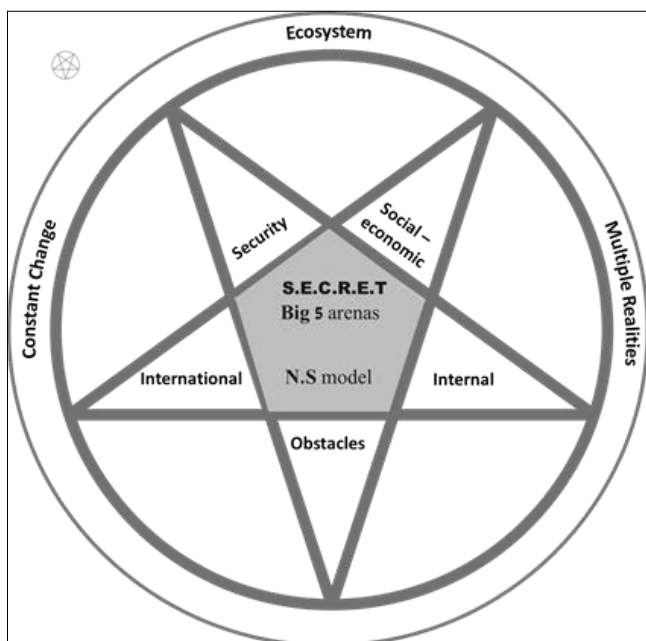 Ecosystem
Constant Change
Multiple Realities
Security
Social –
economic
S.E.C.R.E.T
Big 5 arenas
International
N.S model
Internal
Obstacles